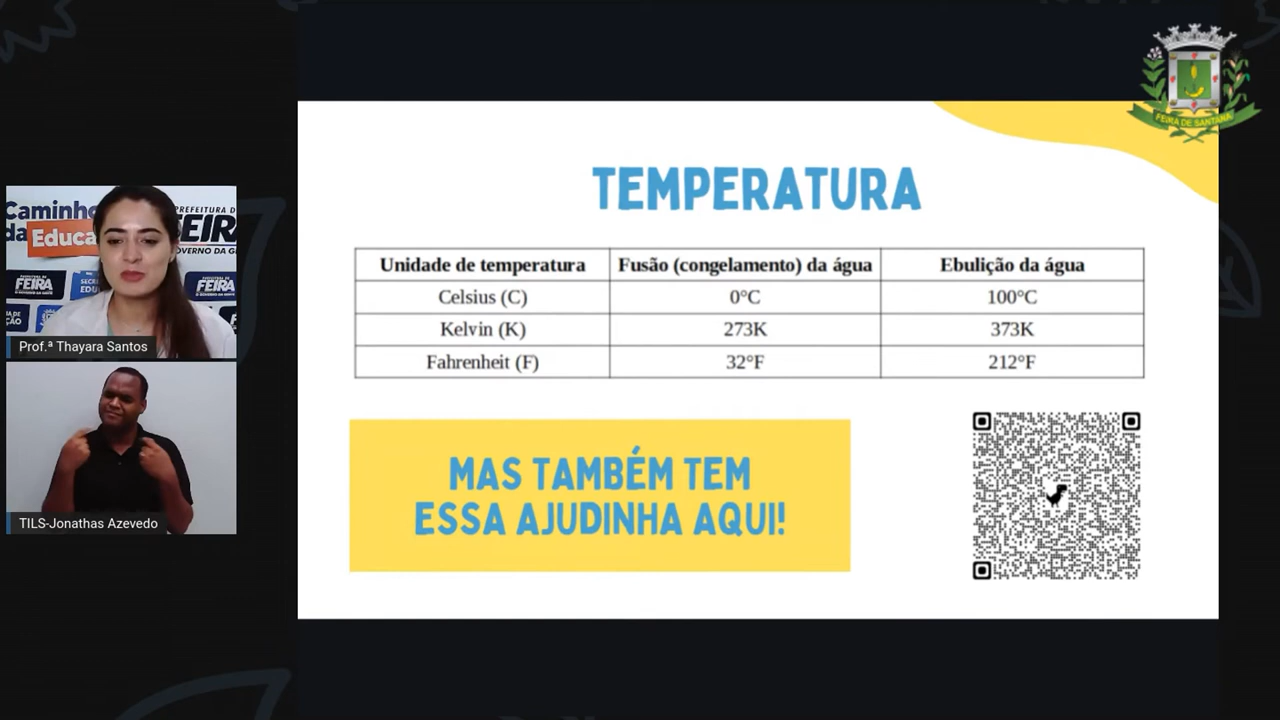 FEIRA DE SANTANA
TEMPERATURA
Unidade de temperatura Fusão (congelamento) da água Ebulição da água
Celsius (C) 0°C 100°C
Kelvin (K) 273K 373K
Fahrenheit (F) 32°F 212°F
MAS TAMBÉM TEM
ESSA AJUDINHA AQUI!
Caminho
da Educa
PREFEITURA D
FEIRA
Prof.ª Thayara Santos
TILS-Jonathas Azevedo